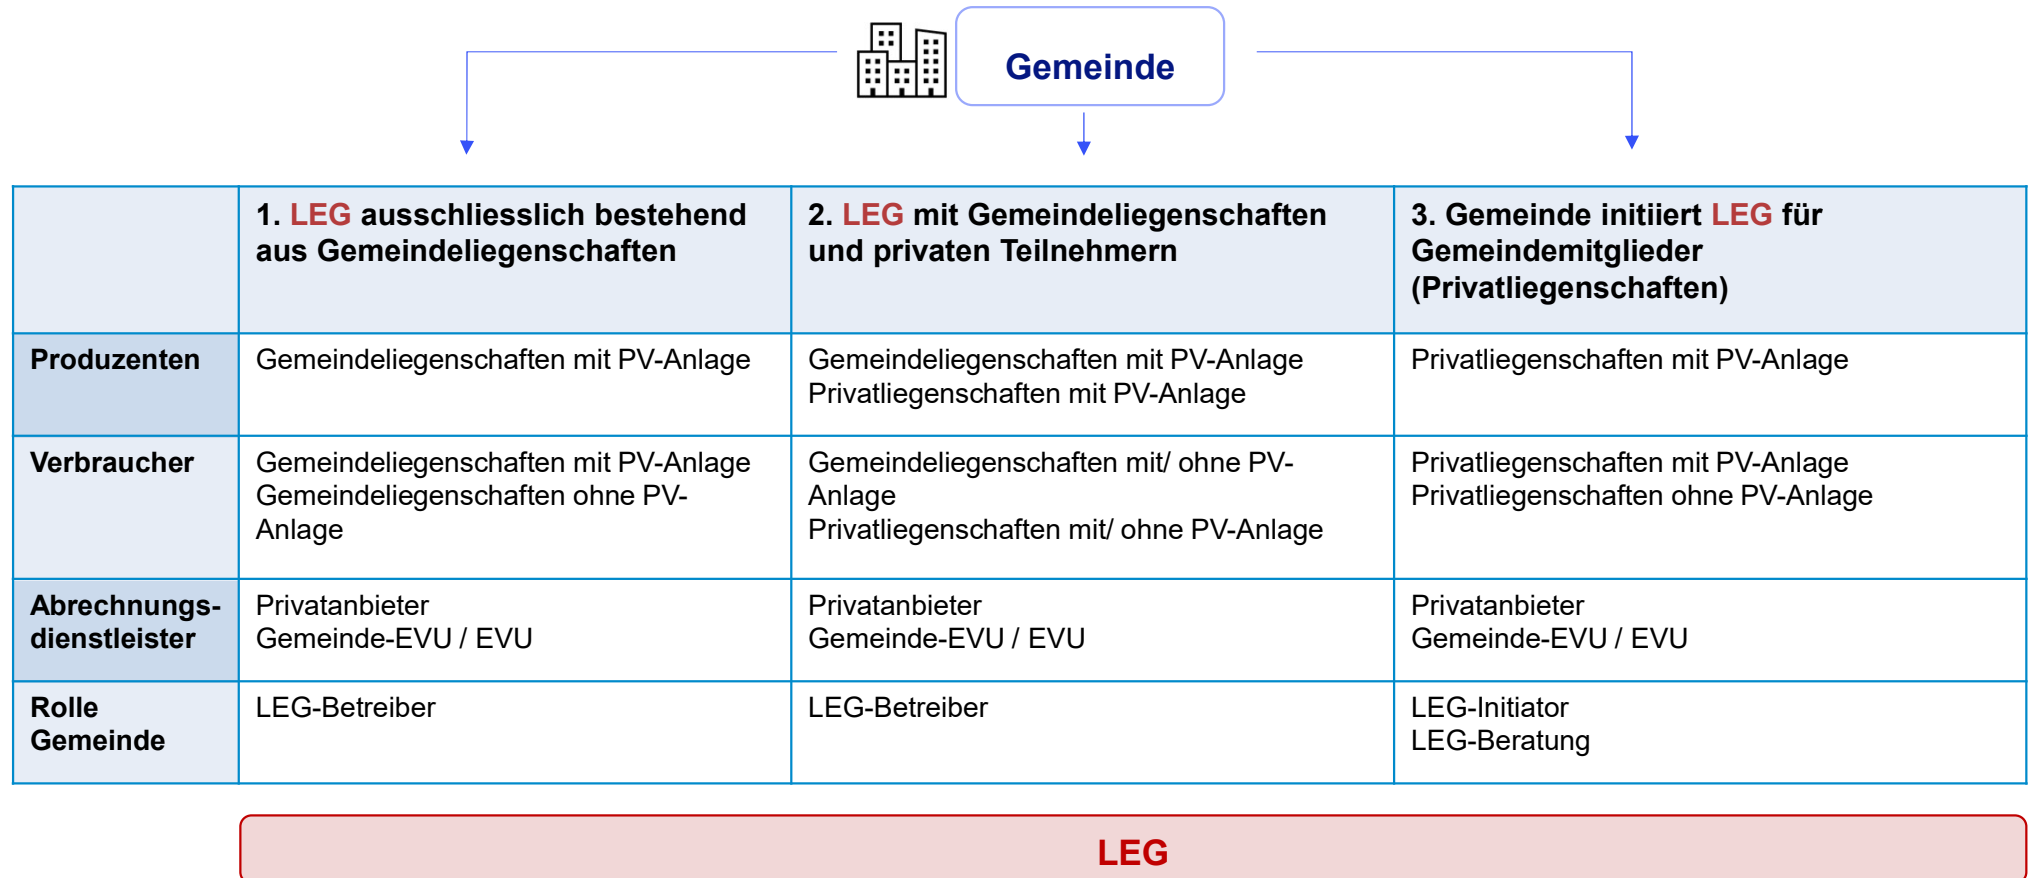 Gemeinde
1. LEG ausschliesslich bestehend
aus Gemeindeliegenschaften
2. LEG mit Gemeindeliegenschaften
und privaten Teilnehmern
3. Gemeinde initiiert LEG für
Gemeindemitglieder
(Privatliegenschaften)
Produzenten
Gemeindeliegenschaften mit PV-Anlage
Gemeindeliegenschaften mit PV-Anlage
Privatliegenschaften mit PV-Anlage
Privatliegenschaften mit PV-Anlage
Verbraucher
Gemeindeliegenschaften mit PV-Anlage
Gemeindeliegenschaften ohne PV-
Anlage
Gemeindeliegenschaften mit/ ohne PV-
Anlage
Privatliegenschaften mit/ ohne PV-Anlage
Privatliegenschaften mit PV-Anlage
Privatliegenschaften ohne PV-Anlage
Abrechnungs-
dienstleister
Privatanbieter
Gemeinde-EVU / EVU
Privatanbieter
Gemeinde-EVU / EVU
Privatanbieter
Gemeinde-EVU / EVU
Rolle
Gemeinde
LEG-Betreiber
LEG-Betreiber
LEG-Initiator
LEG-Beratung
LEG